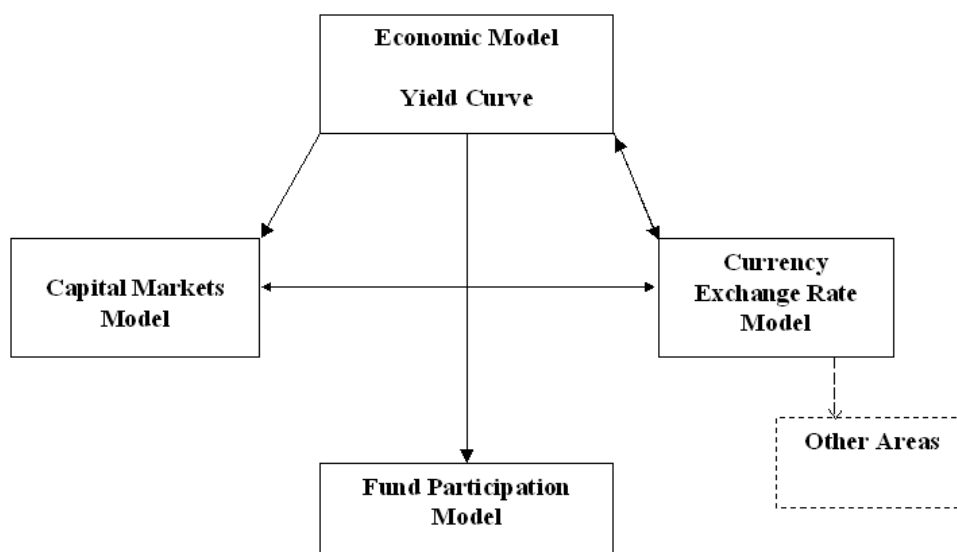 Economic Model
Yield Curve
Capital Markets
Model
Currency
Exchange Rate
Model
Other Areas
Fund Participation
Model